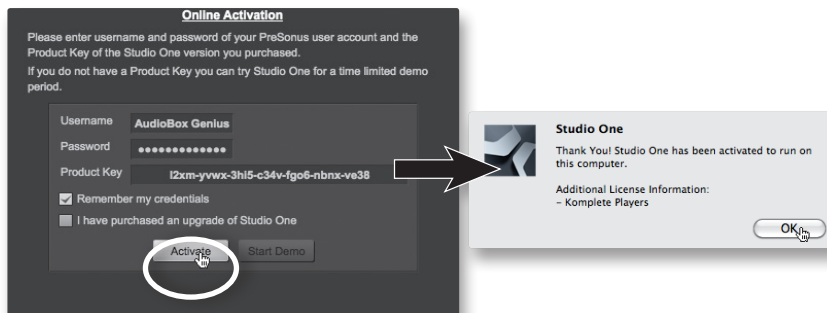 Online Activation
Please enter username and password of your PreSonus user account and the
Product Key of the Studio One version you purchased.
If you do not have a Product Key you can try Studio One for a time limited demo
period.
Username AudioBox Genius
Password •••••••••••••
Product Key l2xm-yvwx-3hl5-c34v-fgo6-nbnx-ve38
Remember my credentials
I have purchased an upgrade of Studio One
Activate Start Demo
Studio One
Thank You! Studio One has been activated to run on
this computer.
Additional License Information:
– Komplete Players
OK